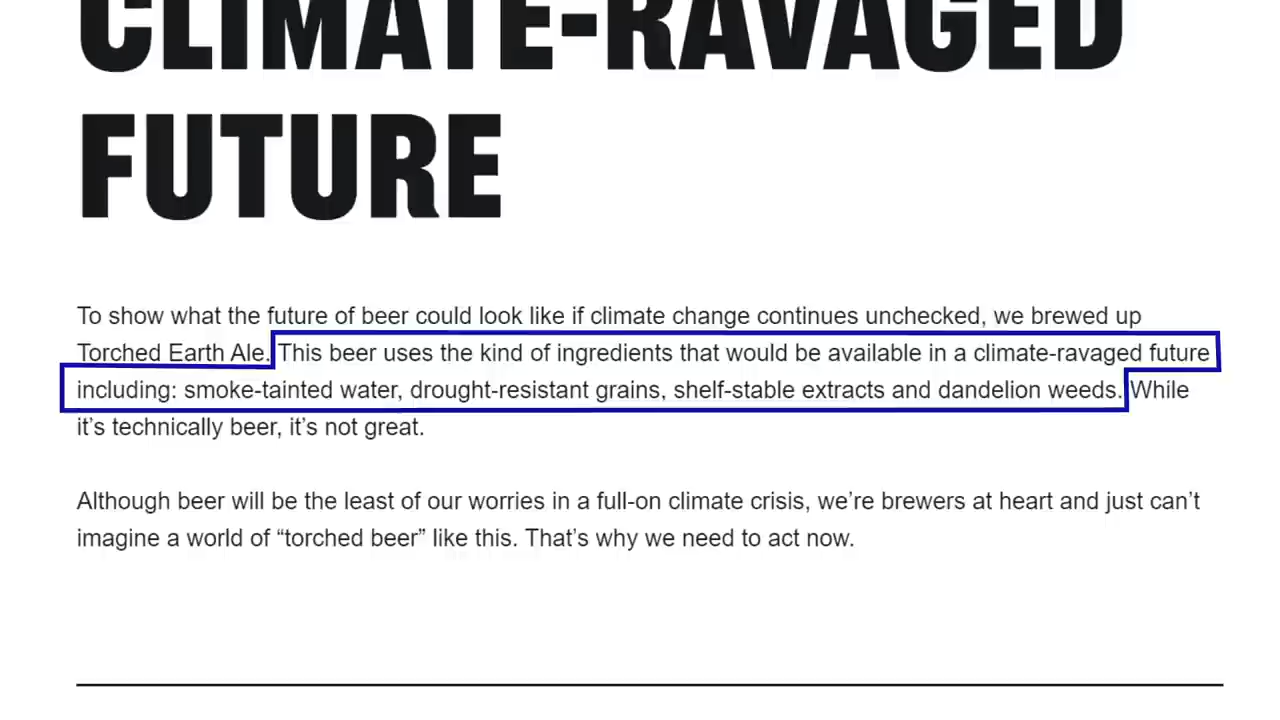 CLIMATE-RAVAGED
FUTURE
To show what the future of beer could look like if climate change continues unchecked, we brewed up
Torched Earth Ale. This beer uses the kind of ingredients that would be available in a climate-ravaged future
including: smoke-tainted water, drought-resistant grains, shelf-stable extracts and dandelion weeds. While
it’s technically beer, it’s not great.
Although beer will be the least of our worries in a full-on climate crisis, we’re brewers at heart and just can’t
imagine a world of “torched beer” like this. That’s why we need to act now.